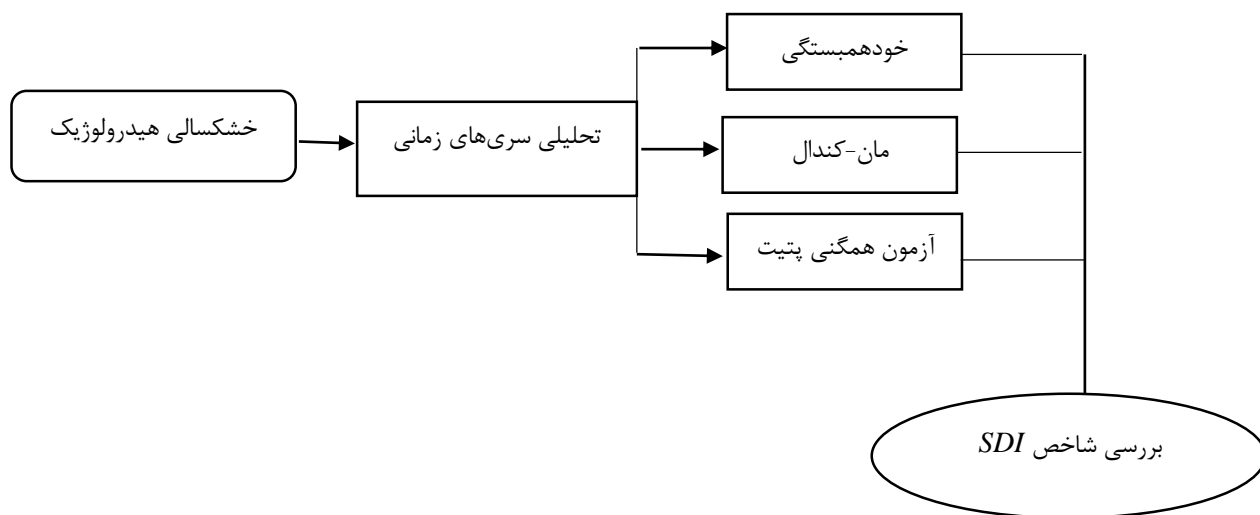 خشکسالی هیدرولوژیک
تحلیلی سری‌های زمانی
خودهمبستگی
مان-کندال
آزمون همگنی پتیت
بررسی شاخص SDI